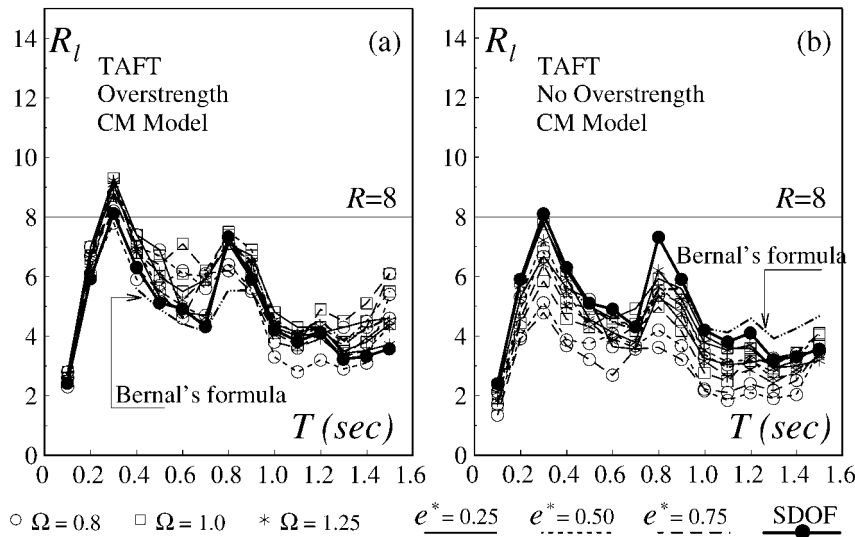 14
12
10
8
6
4
2
0
R_l
(a)
TAFT
Overstrength
CM Model
R=8
Bernal's formula
T (sec)
0 0.2 0.4 0.6 0.8 1.0 1.2 1.4 1.6
14
12
10
8
6
4
2
0
R_l
(b)
TAFT
No Overstrength
CM Model
R=8
Bernal's formula
T (sec)
0 0.2 0.4 0.6 0.8 1.0 1.2 1.4 1.6
Ω = 0.8 Ω = 1.0 Ω = 1.25 e* = 0.25 e* = 0.50 e* = 0.75 SDOF